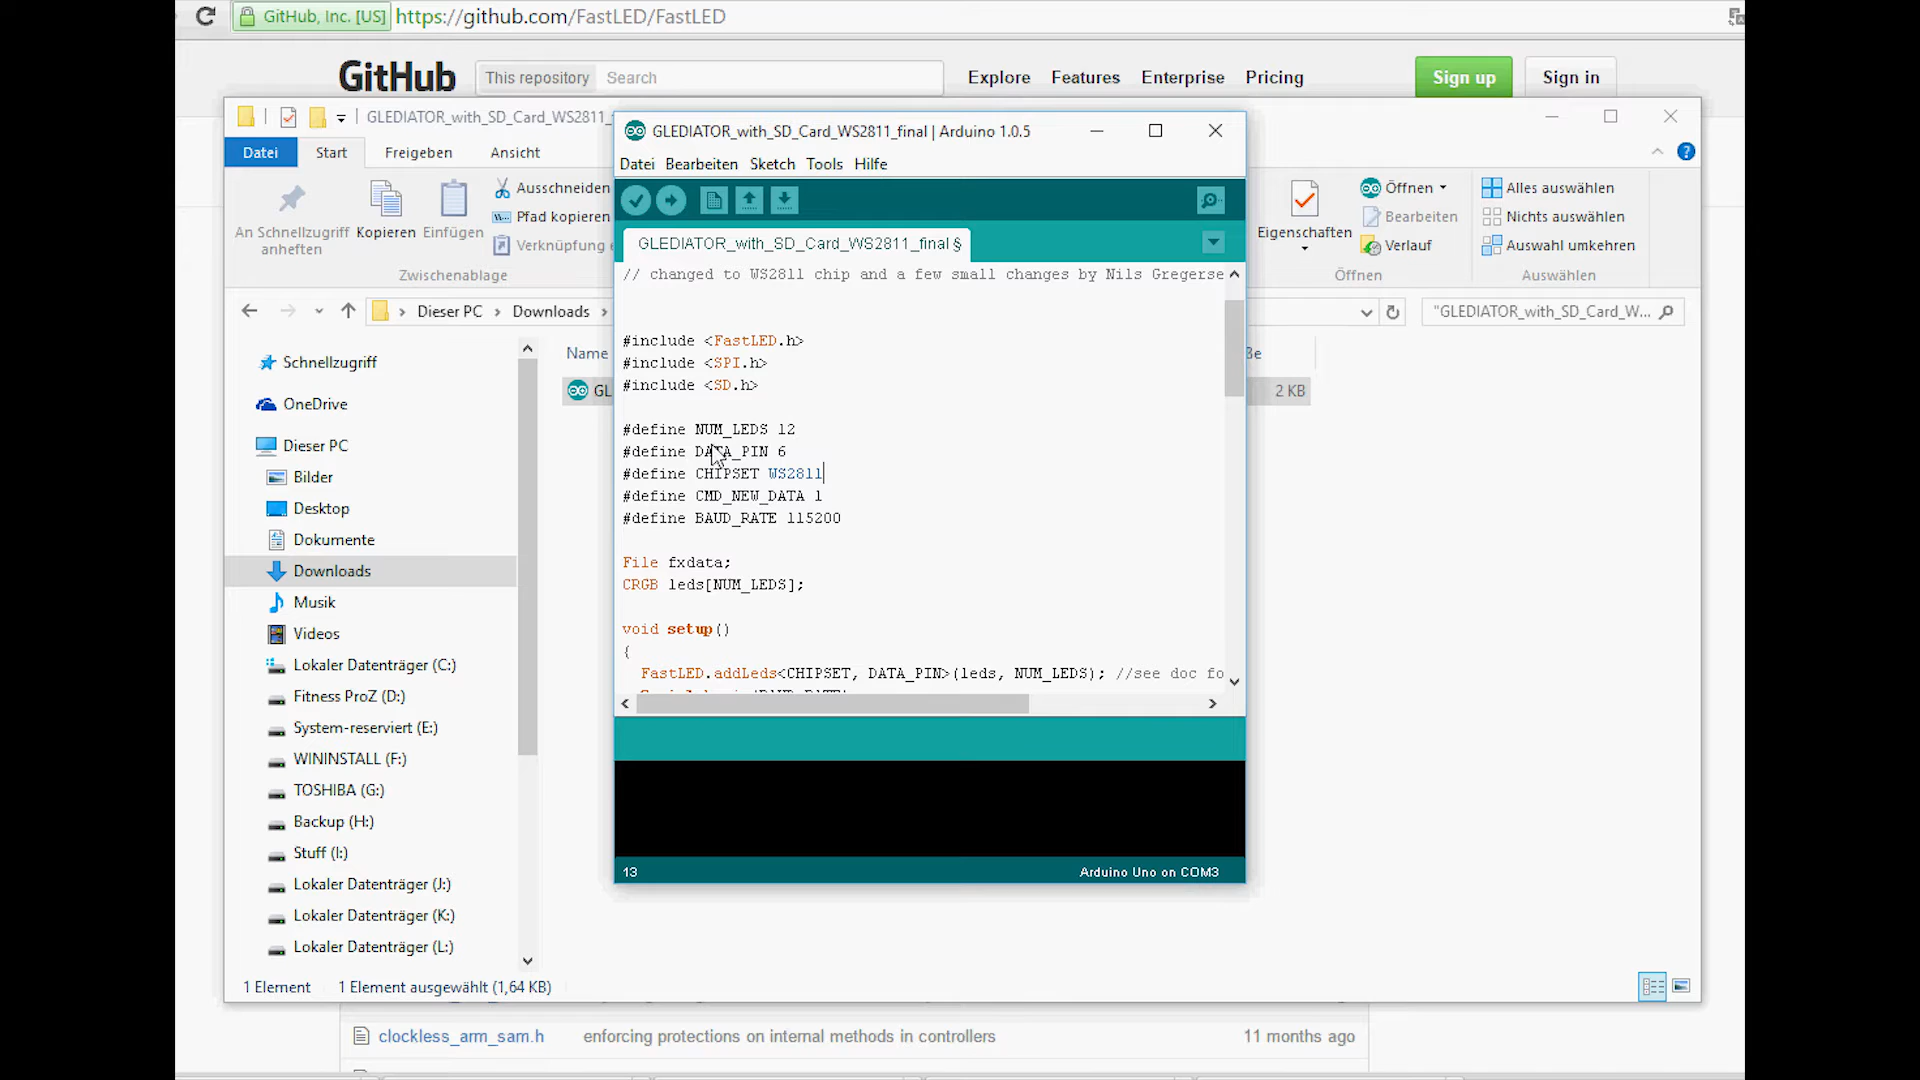 GitHub, Inc. [US] https://github.com/FastLED/FastLED
GitHub This repository Search Explore Features Enterprise Pricing Sign up Sign in
GLEDIATOR_with_SD_Card_WS2811_
Datei Start Freigeben Ansicht
An Schnellzugriff anheften
Kopieren Einfügen
Ausschneiden
Pfad kopieren
Verknüpfung e
Zwischenablage
Eigenschaften
Öffnen
Bearbeiten
Verlauf
Öffnen
Alles auswählen
Nichts auswählen
Auswahl umkehren
Auswählen
Dieser PC Downloads
"GLEDIATOR_with_SD_Card_W...
Schnellzugriff
OneDrive
Dieser PC
Bilder
Desktop
Dokumente
Downloads
Musik
Videos
Lokaler Datenträger (C:)
Fitness ProZ (D:)
System-reserviert (E:)
WININSTALL (F:)
TOSHIBA (G:)
Backup (H:)
Stuff (I:)
Lokaler Datenträger (J:)
Lokaler Datenträger (K:)
Lokaler Datenträger (L:)
Name
GL
ße
2 KB
1 Element 1 Element ausgewählt (1,64 KB)
GLEDIATOR_with_SD_Card_WS2811_final | Arduino 1.0.5
Datei Bearbeiten Sketch Tools Hilfe
GLEDIATOR_with_SD_Card_WS2811_final §
// changed to WS2811 chip and a few small changes by Nils Gregerse
#include <FastLED.h>
#include <SPI.h>
#include <SD.h>
#define NUM_LEDS 12
#define DATA_PIN 6
#define CHIPSET WS2811
#define CMD_NEW_DATA 1
#define BAUD_RATE 115200
File fxdata;
CRGB leds[NUM_LEDS];
void setup()
{
FastLED.addLeds<CHIPSET, DATA_PIN>(leds, NUM_LEDS); //see doc fo
13 Arduino Uno on COM3
clockless_arm_sam.h enforcing protections on internal methods in controllers 11 months ago